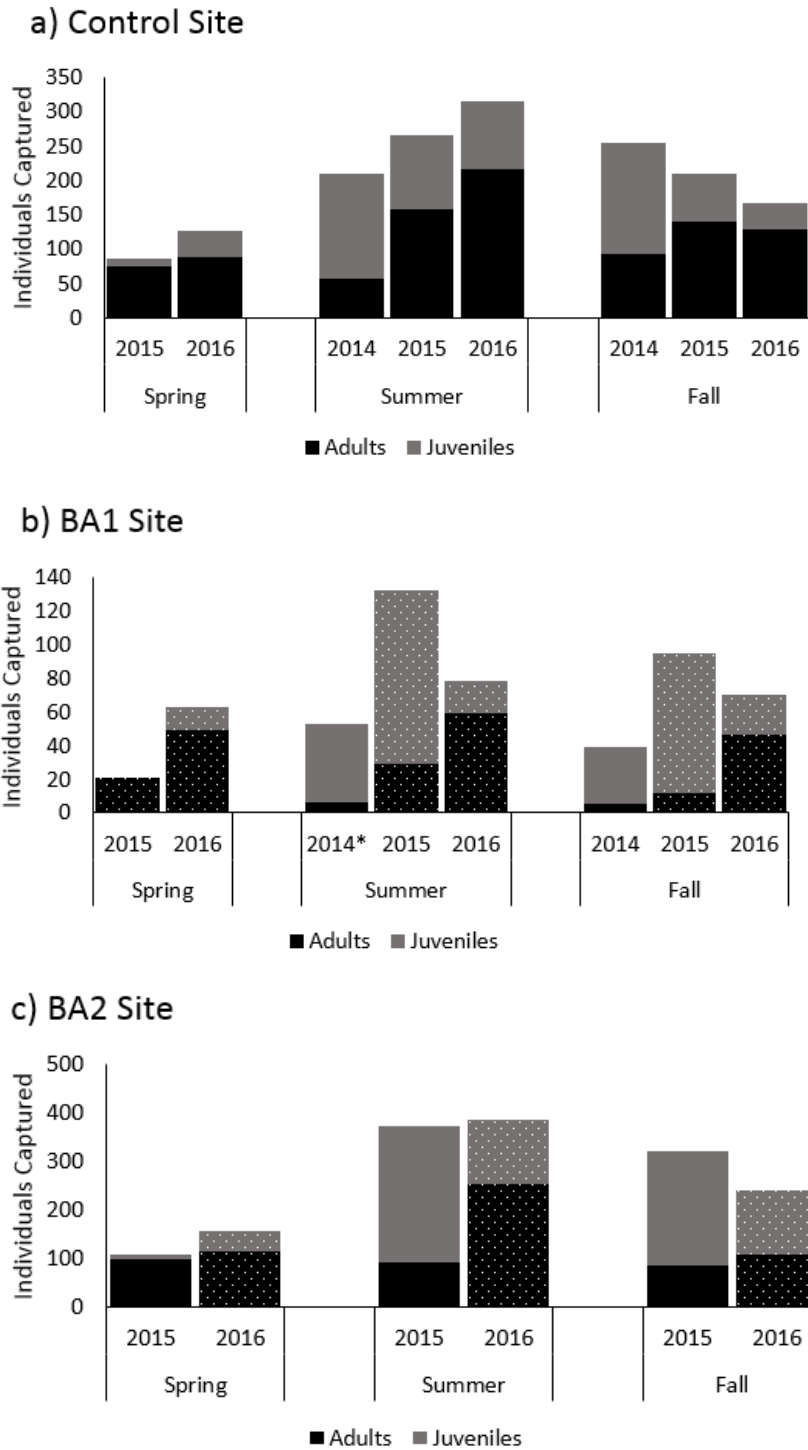 a) Control Site
Individuals Captured
350
300
250
200
150
100
50
0
2015 2016 2014 2015 2016 2014 2015 2016
Spring Summer Fall
Adults Juveniles
b) BA1 Site
Individuals Captured
140
120
100
80
60
40
20
0
2015 2016 2014* 2015 2016 2014 2015 2016
Spring Summer Fall
Adults Juveniles
c) BA2 Site
Individuals Captured
500
400
300
200
100
0
2015 2016 2015 2016 2015 2016
Spring Summer Fall
Adults Juveniles